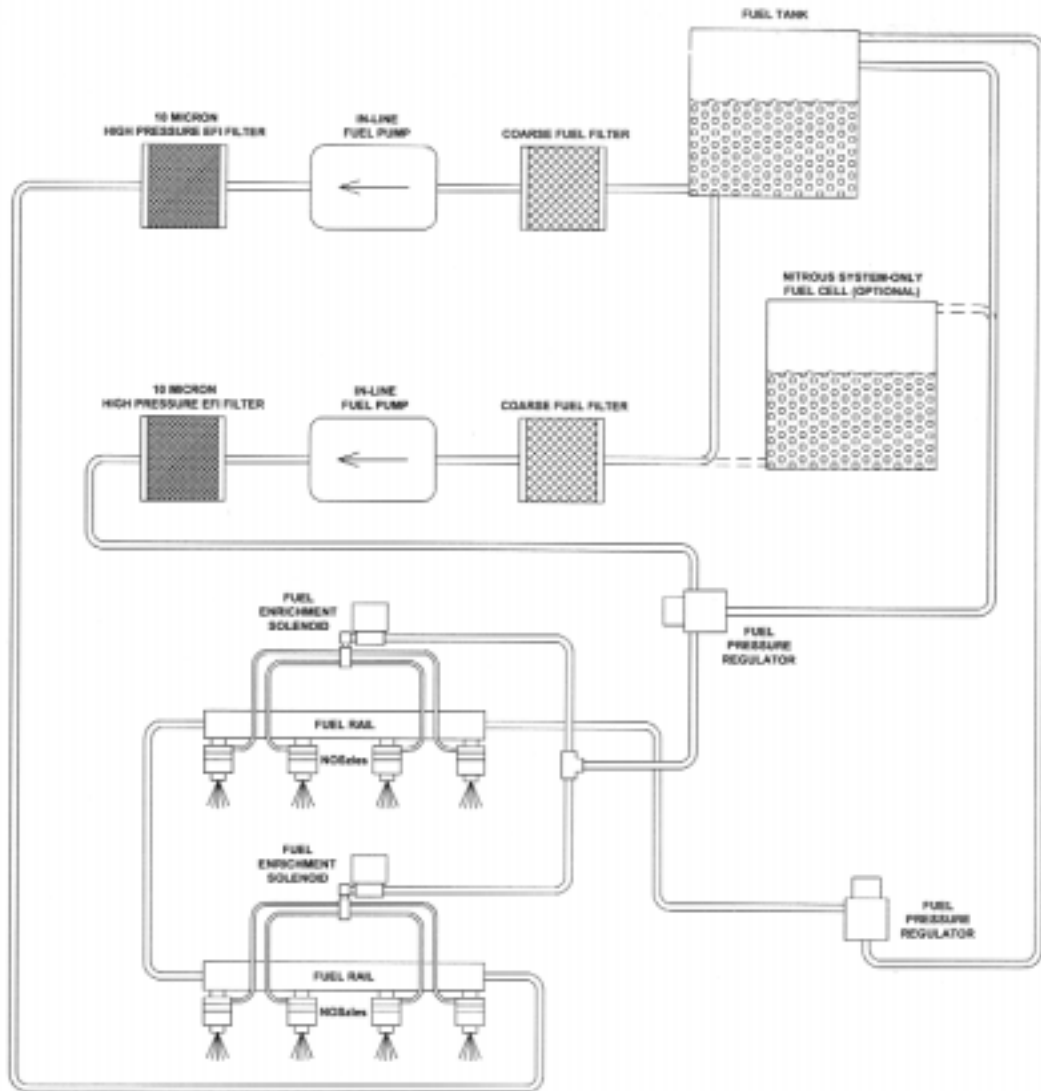 FUEL TANK
10 MICRON
HIGH PRESSURE EFI FILTER
IN-LINE
FUEL PUMP
COARSE FUEL FILTER
NITROUS SYSTEM-ONLY
FUEL CELL (OPTIONAL)
10 MICRON
HIGH PRESSURE EFI FILTER
IN-LINE
FUEL PUMP
COARSE FUEL FILTER
FUEL
ENRICHMENT
SOLENOID
FUEL
PRESSURE
REGULATOR
FUEL RAIL
NOSzles
FUEL
ENRICHMENT
SOLENOID
FUEL
PRESSURE
REGULATOR
FUEL RAIL
NOSzles